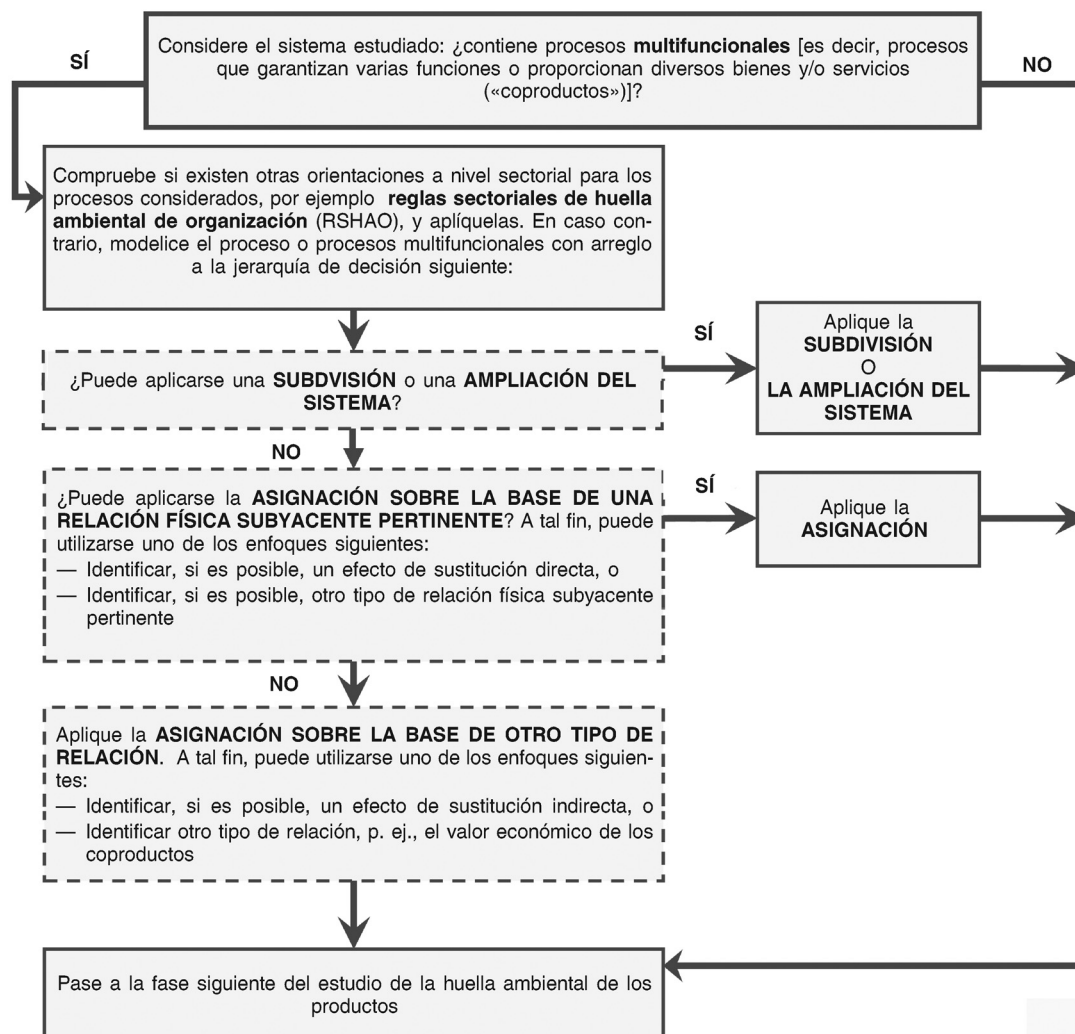 Considere el sistema estudiado: ¿contiene procesos multifuncionales [es decir, procesos
que garantizan varias funciones o proporcionan diversos bienes y/o servicios
(«coproductos»)]?
SÍ
NO
Compruebe si existen otras orientaciones a nivel sectorial para los
procesos considerados, por ejemplo reglas sectoriales de huella
ambiental de organización (RSHAO), y aplíquelas. En caso con-
trario, modelice el proceso o procesos multifuncionales con arreglo
a la jerarquía de decisión siguiente:
¿Puede aplicarse una SUBDVISIÓN o una AMPLIACIÓN DEL
SISTEMA?
SÍ
Aplique la
SUBDIVISIÓN
O
LA AMPLIACIÓN DEL
SISTEMA
NO
¿Puede aplicarse la ASIGNACIÓN SOBRE LA BASE DE UNA
RELACIÓN FÍSICA SUBYACENTE PERTINENTE? A tal fin, puede
utilizarse uno de los enfoques siguientes:
— Identificar, si es posible, un efecto de sustitución directa, o
— Identificar, si es posible, otro tipo de relación física subyacente
pertinente
SÍ
Aplique la
ASIGNACIÓN
NO
Aplique la ASIGNACIÓN SOBRE LA BASE DE OTRO TIPO DE
RELACIÓN. A tal fin, puede utilizarse uno de los enfoques siguien-
tes:
— Identificar, si es posible, un efecto de sustitución indirecta, o
— Identificar otro tipo de relación, p. ej., el valor económico de los
coproductos
Pase a la fase siguiente del estudio de la huella ambiental de los
productos